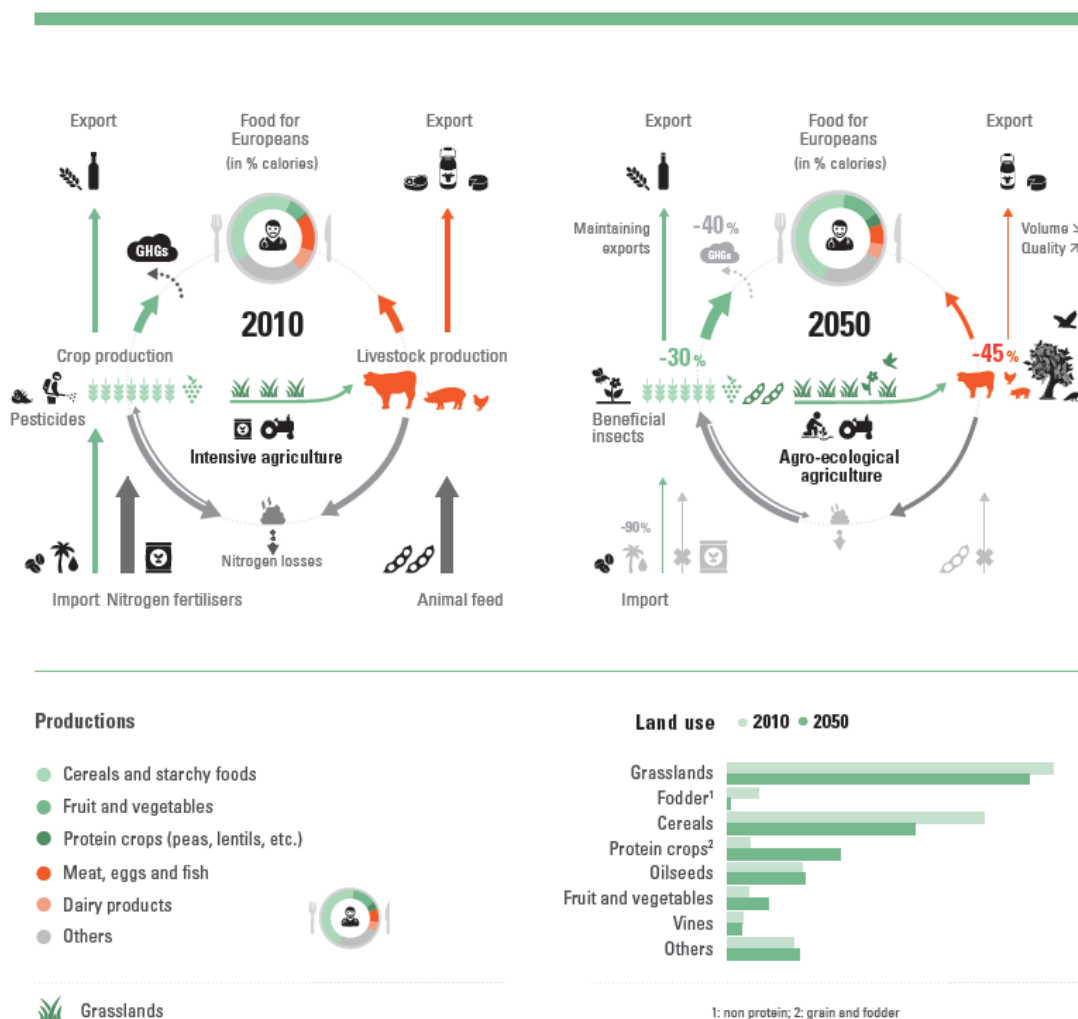 Export
Food for
Europeans
(in % calories)
Export
GHGs
2010
Crop production
Livestock production
Pesticides
Intensive agriculture
Nitrogen losses
Import
Nitrogen fertilisers
Animal feed
Export
Food for
Europeans
(in % calories)
Export
Maintaining
exports
-40%
GHGs
Volume ↘
Quality ↗
2050
-30%
-45%
Beneficial
insects
Agro-ecological
agriculture
-90%
Import
Productions
Cereals and starchy foods
Fruit and vegetables
Protein crops (peas, lentils, etc.)
Meat, eggs and fish
Dairy products
Others
Grasslands
Land use 2010 2050
Grasslands
Fodder¹
Cereals
Protein crops²
Oilseeds
Fruit and vegetables
Vines
Others
1: non protein; 2: grain and fodder